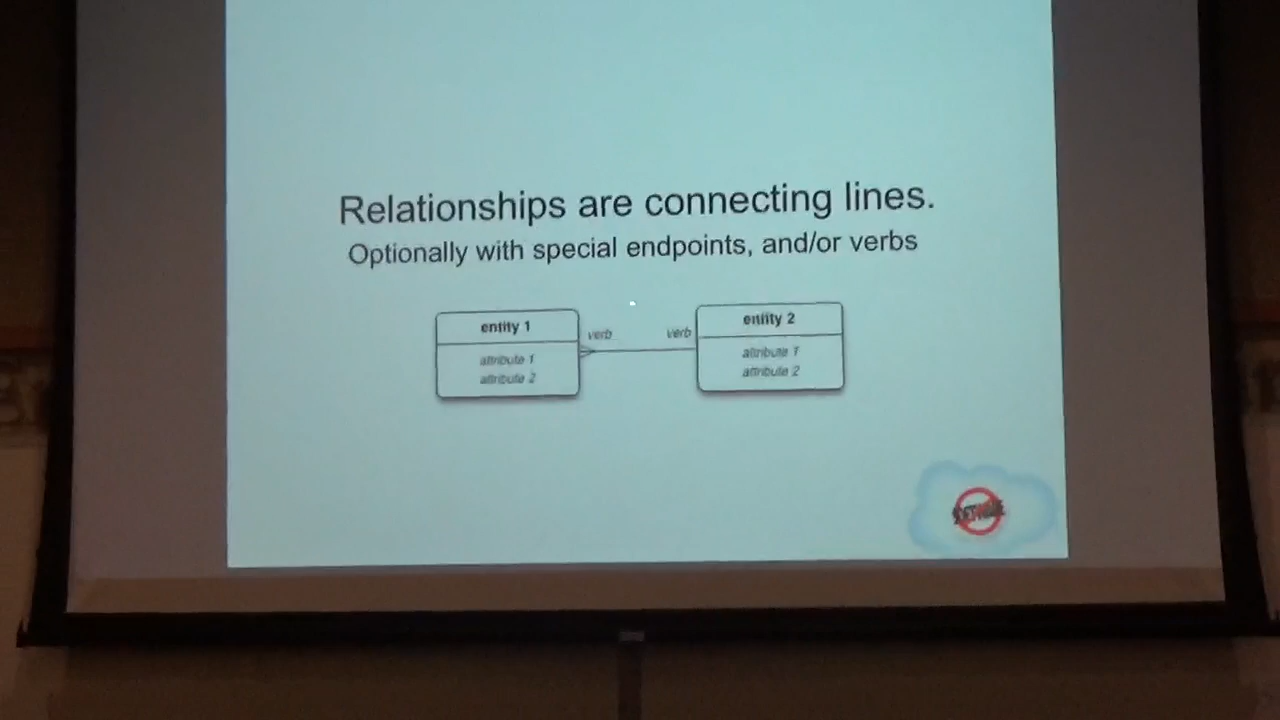 Relationships are connecting lines.
Optionally with special endpoints, and/or verbs
entity 1
verb
verb
entity 2
attribute 1
attribute 2
attribute 1
attribute 2